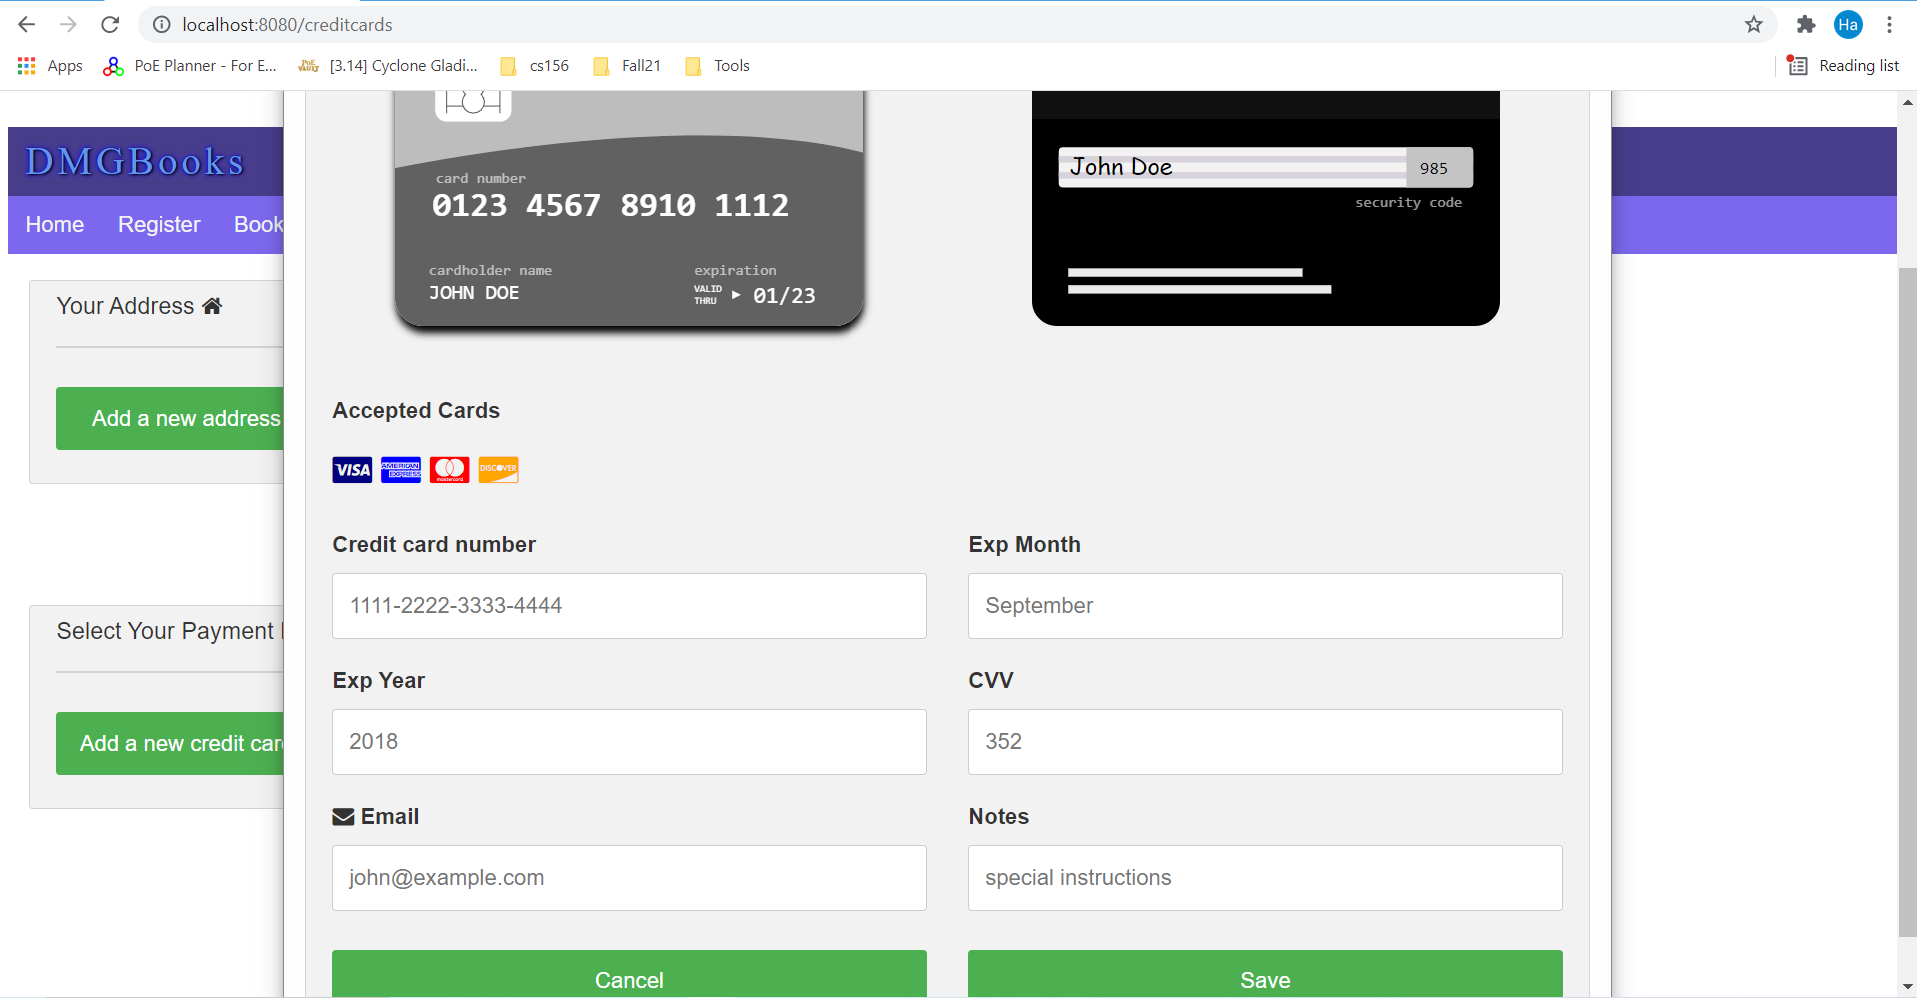 localhost:8080/creditcards
Ha
Apps
PoE Planner - For E...
PoE VAULT
[3.14] Cyclone Gladi...
cs156
Fall21
Tools
Reading list
DMGBooks
Home
Register
Book
Your Address
Add a new address
Select Your Payment
Add a new credit car
card number
0123 4567 8910 1112
cardholder name
JOHN DOE
expiration
VALID
THRU
01/23
John Doe
985
security code
Accepted Cards
VISA
AMERICAN
EXPRESS
mastercard
DISCOVER
Credit card number
Exp Month
1111-2222-3333-4444
September
Exp Year
CVV
2018
352
Email
Notes
john@example.com
special instructions
Cancel
Save